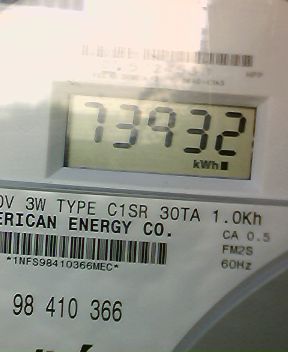 73932
kWh
0V 3W TYPE C1SR 30TA 1.0Kh
ERICAN ENERGY CO.
CA 0.5
FM2S
60Hz
*1NFS98410366MEC*
98 410 366